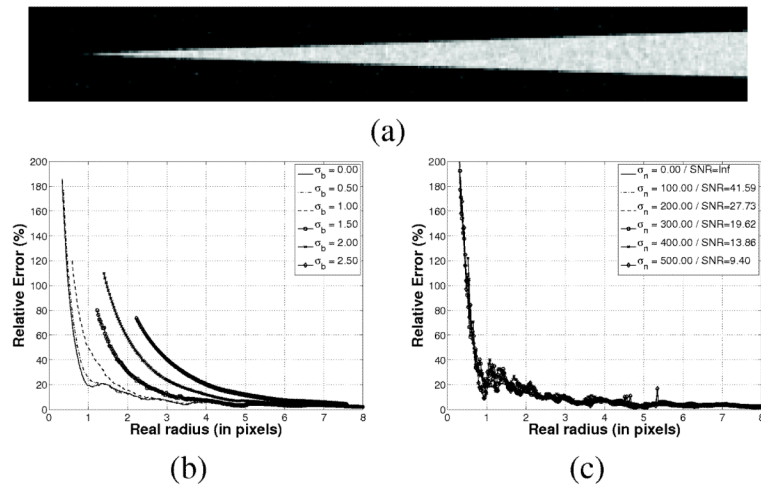 (a)
200
180
160
140
120
100
80
60
40
20
0
0 1 2 3 4 5 6 7 8
Relative Error (%)
Real radius (in pixels)
σb = 0.00
σb = 0.50
σb = 1.00
σb = 1.50
σb = 2.00
σb = 2.50
(b)
200
180
160
140
120
100
80
60
40
20
0
0 1 2 3 4 5 6 7 8
Relative Error (%)
Real radius (in pixels)
σn = 0.00 / SNR=Inf
σn = 100.00 / SNR=41.59
σn = 200.00 / SNR=27.73
σn = 300.00 / SNR=19.62
σn = 400.00 / SNR=13.86
σn = 500.00 / SNR=9.40
(c)